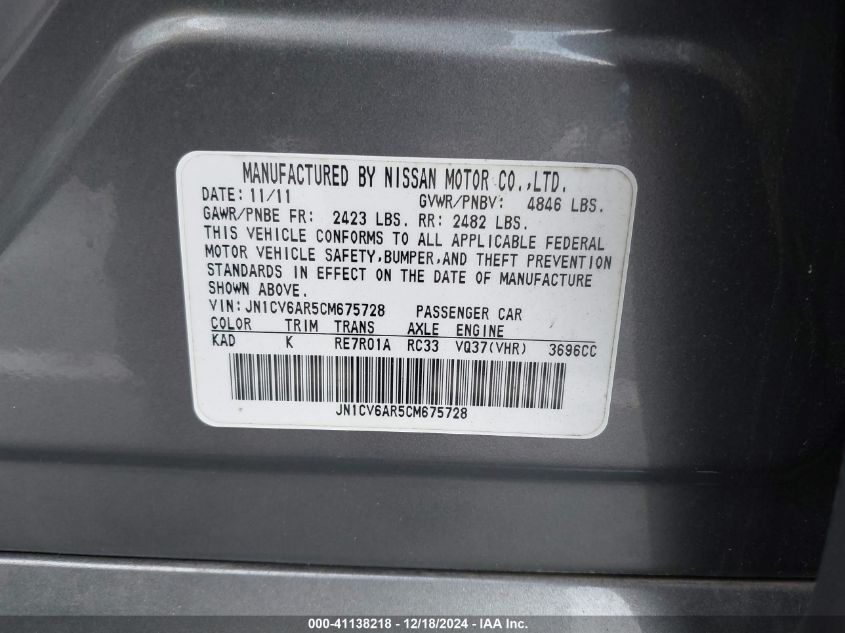 MANUFACTURED BY NISSAN MOTOR CO.,LTD.
DATE: 11/11 GVWR/PNBV: 4846 LBS.
GAWR/PNBE FR: 2423 LBS. RR: 2482 LBS.
THIS VEHICLE CONFORMS TO ALL APPLICABLE FEDERAL
MOTOR VEHICLE SAFETY,BUMPER,AND THEFT PREVENTION
STANDARDS IN EFFECT ON THE DATE OF MANUFACTURE
SHOWN ABOVE.
VIN:JN1CV6AR5CM675728 PASSENGER CAR
COLOR TRIM TRANS AXLE ENGINE
KAD K RE7R01A RC33 VQ37(VHR) 3696CC
JN1CV6AR5CM675728
000-41138218 - 12/18/2024 - IAA Inc.